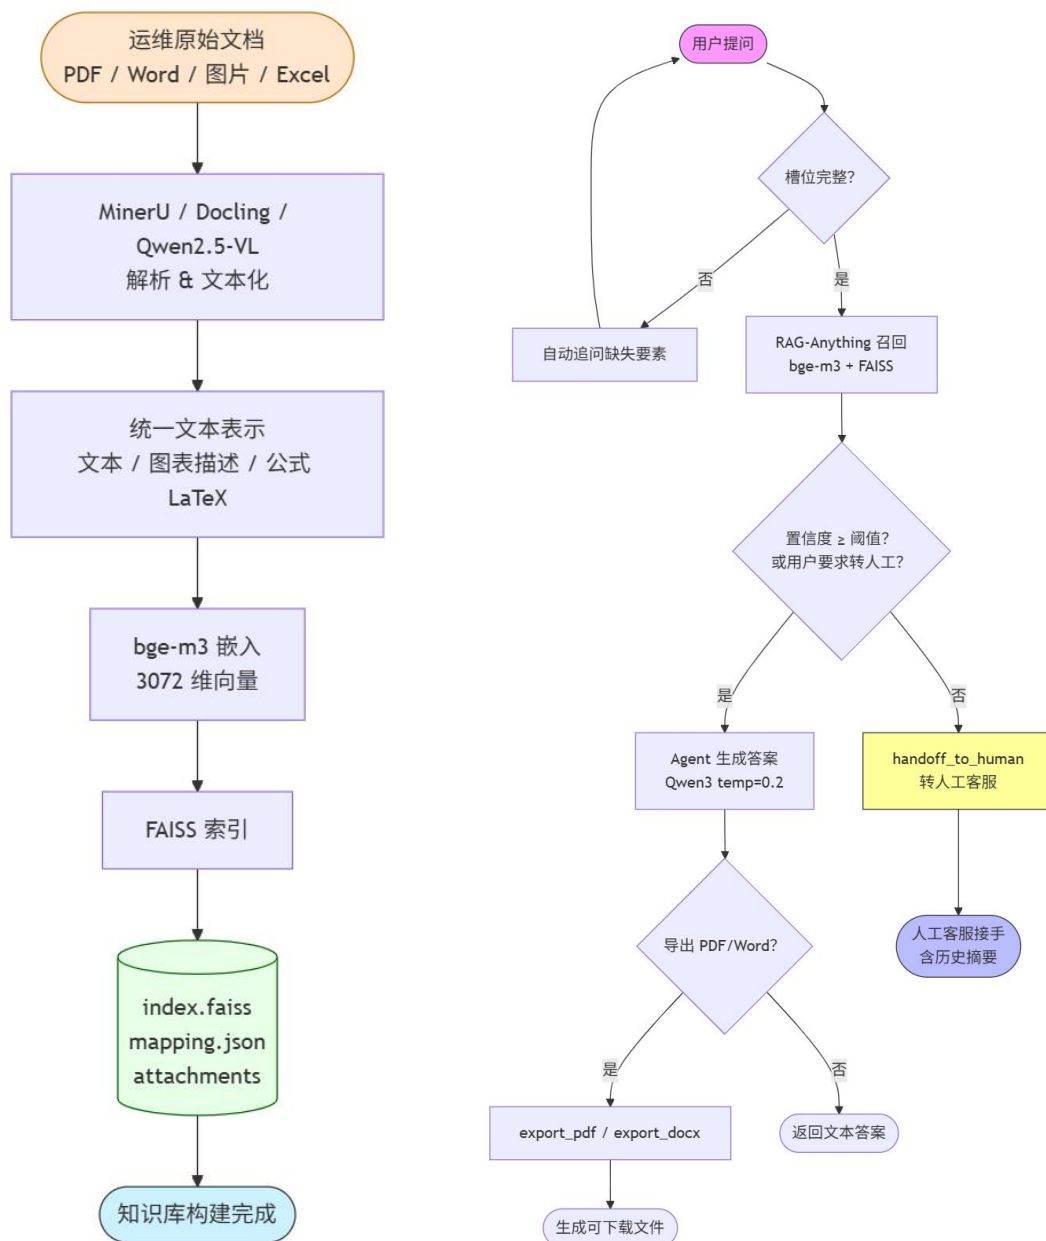 运维原始文档
PDF / Word / 图片 / Excel
MinerU / Docling /
Qwen2.5-VL
解析 & 文本化
统一文本表示
文本 / 图表描述 / 公式
LaTeX
bge-m3 嵌入
3072 维向量
FAISS 索引
index.faiss
mapping.json
attachments
知识库构建完成
用户提问
槽位完整?
否
是
自动追问缺失要素
RAG-Anything 召回
bge-m3 + FAISS
置信度 ≥ 阈值?
或用户要求转人工?
是
否
Agent 生成答案
Qwen3 temp=0.2
handoff_to_human
转人工客服
导出 PDF/Word?
人工客服接手
含历史摘要
是
否
export_pdf / export_docx
返回文本答案
生成可下载文件